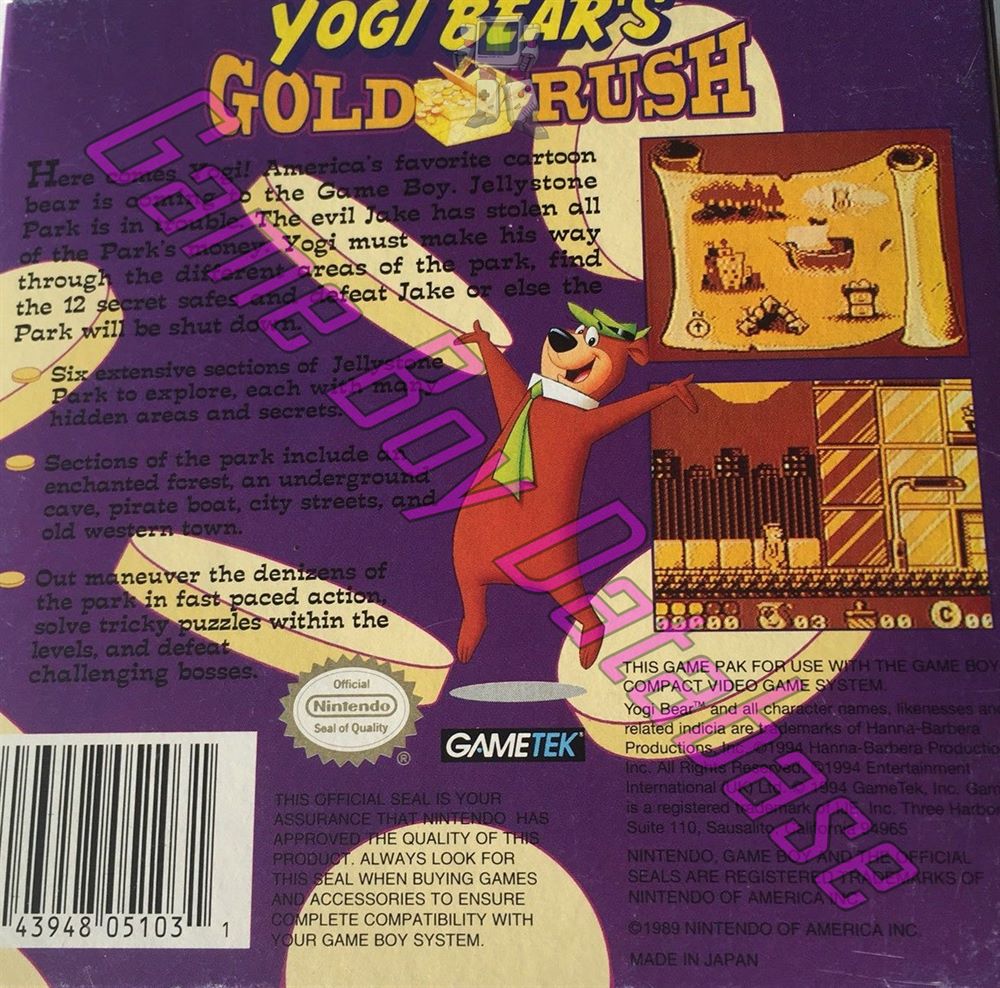 YOGI BEAR'S
GOLD RUSH
Here comes Yogi! America's favorite cartoon
bear is coming to the Game Boy. Jellystone
Park is in trouble. The evil Jake has stolen all
of the Park's money. Yogi must make his way
through the different areas of the park, find
the 12 secret safes and defeat Jake or else the
Park will be shut down.
Six extensive sections of Jellystone
Park to explore, each with many
hidden areas and secrets.
Sections of the park include an
enchanted forest, an underground
cave, pirate boat, city streets, and
old western town.
Out maneuver the denizens of
the park in fast paced action,
solve tricky puzzles within the
levels, and defeat
challenging bosses.
Official
Nintendo
Seal of Quality
®
GAMETEK
THIS OFFICIAL SEAL IS YOUR
ASSURANCE THAT NINTENDO HAS
APPROVED THE QUALITY OF THIS
PRODUCT. ALWAYS LOOK FOR
THIS SEAL WHEN BUYING GAMES
AND ACCESSORIES TO ENSURE
COMPLETE COMPATIBILITY WITH
YOUR GAME BOY SYSTEM.
43948 05103 1
00000 03 00 C 00
THIS GAME PAK FOR USE WITH THE GAME BOY
COMPACT VIDEO GAME SYSTEM.
Yogi Bear™ and all character names, likenesses an
related indicia are trademarks of Hanna-Barbera
Productions, Inc. ©1994 Hanna-Barbera Productio
Inc. All Rights Reserved. ©1994 Entertainment
International (UK) Ltd. © 1994 GameTek, Inc. Gam
is a registered trademark of Inc. Three Harbo
Suite 110, Sausalito, California 94965
NINTENDO, GAME BOY AND THE OFFICIAL
SEALS ARE REGISTERED TRADEMARKS OF
NINTENDO OF AMERICA INC.
©1989 NINTENDO OF AMERICA INC.
MADE IN JAPAN
Game Boy Database